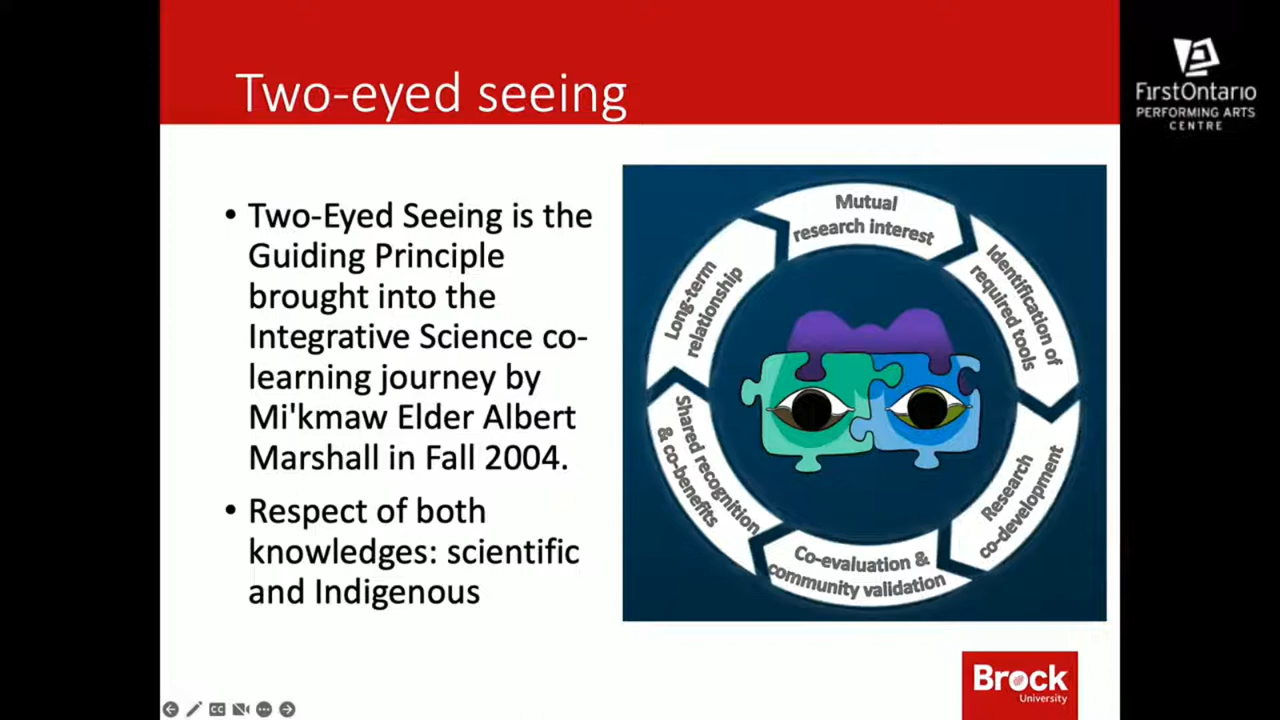 Two-eyed seeing
FirstOntario
PERFORMING ARTS
CENTRE
• Two-Eyed Seeing is the
Guiding Principle
brought into the
Integrative Science co-
learning journey by
Mi'kmaw Elder Albert
Marshall in Fall 2004.
• Respect of both
knowledges: scientific
and Indigenous
Mutual
research interest
Identification of
required tools
Research
co-development
Co-evaluation &
community validation
Shared recognition
& co-benefits
Long-term
relationship
Brock
University
CC